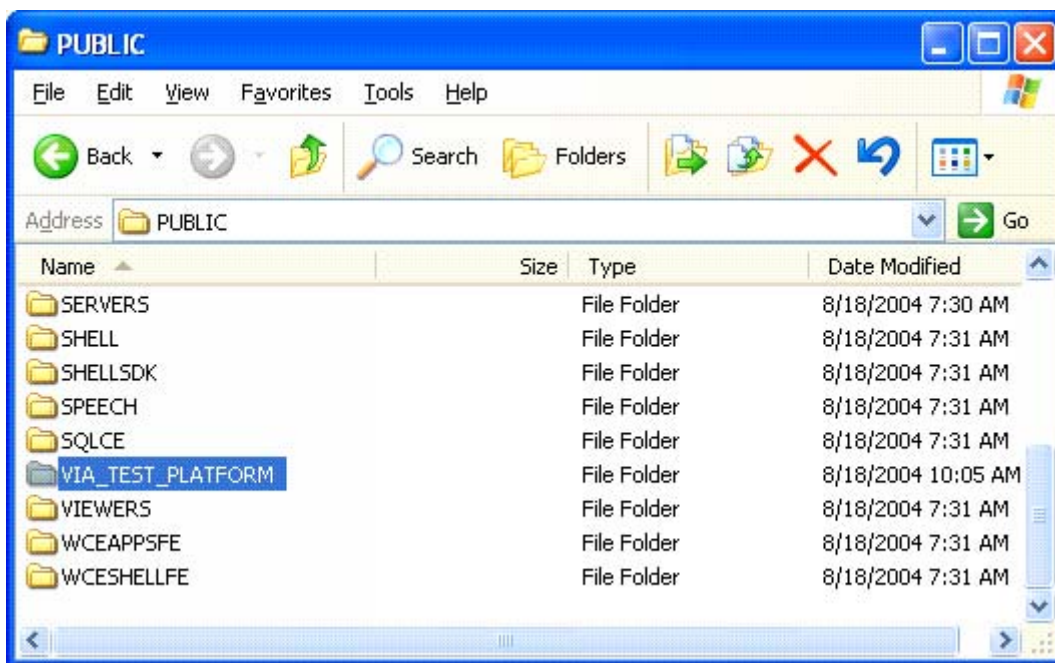 PUBLIC
File Edit View Favorites Tools Help
Back Search Folders
Address PUBLIC Go
Name Size Type Date Modified
SERVERS File Folder 8/18/2004 7:30 AM
SHELL File Folder 8/18/2004 7:31 AM
SHELLSDK File Folder 8/18/2004 7:31 AM
SPEECH File Folder 8/18/2004 7:31 AM
SQLCE File Folder 8/18/2004 7:31 AM
VIA_TEST_PLATFORM File Folder 8/18/2004 10:05 AM
VIEWERS File Folder 8/18/2004 7:31 AM
WCEAPPSFE File Folder 8/18/2004 7:31 AM
WCESHELLFE File Folder 8/18/2004 7:31 AM